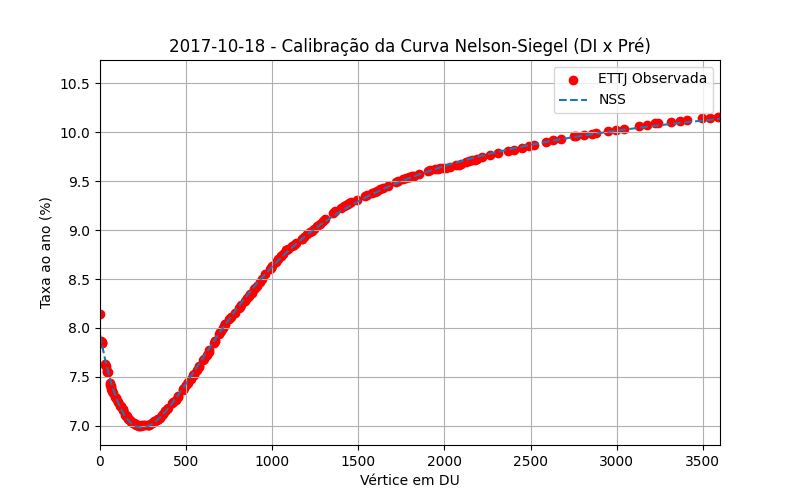 2017-10-18 - Calibração da Curva Nelson-Siegel (DI x Pré)
ETTJ Observada
NSS
Taxa ao ano (%)
10.5
10.0
9.5
9.0
8.5
8.0
7.5
7.0
0 500 1000 1500 2000 2500 3000 3500
Vértice em DU